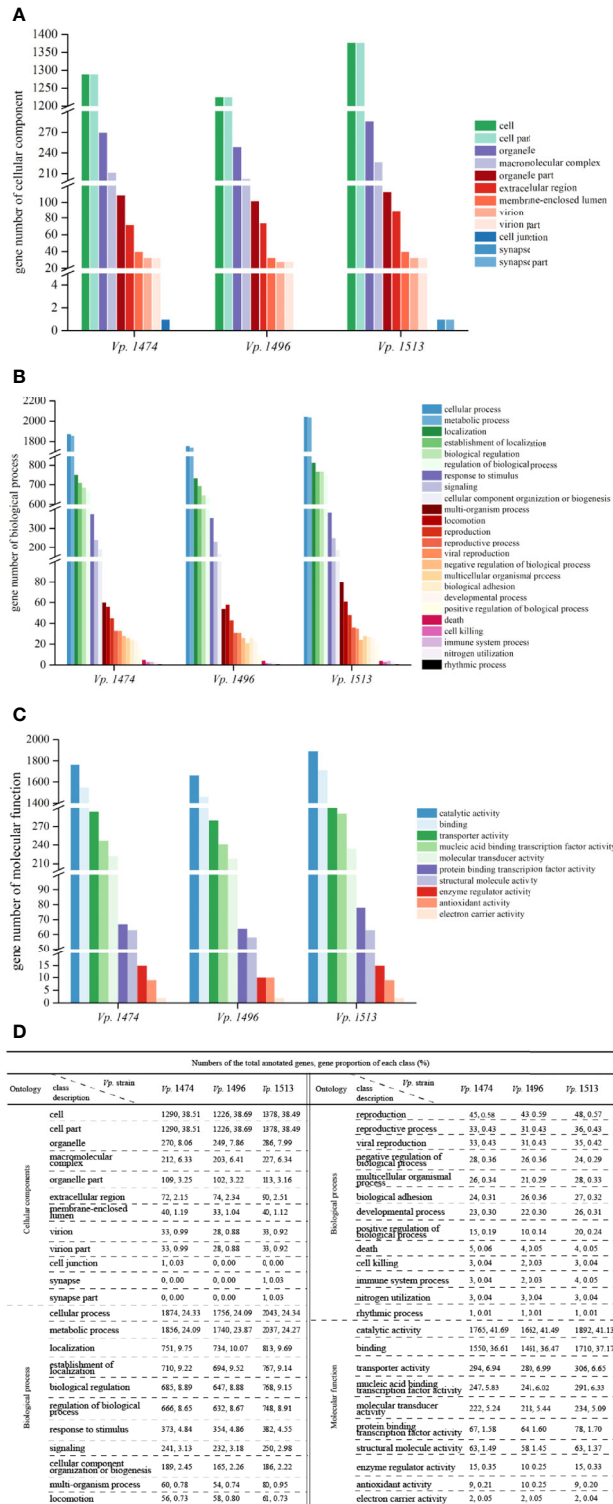 A
1400
1350
1300
1250
1200
270
240
210
100
80
60
40
20
4
2
0
gene number of cellular component
Vp. 1474
Vp. 1496
Vp. 1513
cell
cell part
organelle
macromolecular complex
organelle part
extracellular region
membrane-enclosed lumen
virion
virion part
cell junction
synapse
synapse part
B
2200
2000
1800
800
700
600
300
200
80
60
40
20
0
gene number of biological process
Vp. 1474
Vp. 1496
Vp. 1513
cellular process
metabolic process
localization
establishment of localization
biological regulation
regulation of biological process
response to stimulus
signaling
cellular component organization or biogenesis
multi-organism process
locomotion
reproduction
reproductive process
viral reproduction
negative regulation of biological process
multicellular organismal process
biological adhesion
developmental process
positive regulation of biological process
death
cell killing
immune system process
nitrogen utilization
rhythmic process
C
2000
1800
1600
1400
270
240
210
90
80
70
60
50
15
10
5
0
gene number of molecular function
Vp. 1474
Vp. 1496
Vp. 1513
catalytic activity
binding
transporter activity
nucleic acid binding transcription factor activity
molecular transducer activity
protein binding transcription factor activity
structural molecule activity
enzyme regulator activity
antioxidant activity
electron carrier activity
D
Numbers of the total annotated genes, gene proportion of each class (%)
Ontology class description Vp. strain Vp. 1474 Vp. 1496 Vp. 1513
Cellular components
cell 1290, 38.51 1226, 38.69 1378, 38.49
cell part 1290, 38.51 1226, 38.69 1378, 38.49
organelle 270, 8.06 249, 7.86 286, 7.99
macromolecular complex 212, 6.33 203, 6.41 227, 6.34
organelle part 109, 3.25 102, 3.22 113, 3.16
extracellular region 72, 2.15 74, 2.34 90, 2.51
membrane-enclosed lumen 40, 1.19 33, 1.04 40, 1.12
virion 33, 0.99 28, 0.88 33, 0.92
virion part 33, 0.99 28, 0.88 33, 0.92
cell junction 1, 0.03 0, 0.00 0, 0.00
synapse 0, 0.00 0, 0.00 1, 0.03
synapse part 0, 0.00 0, 0.00 1, 0.03
Biological process
cellular process 1874, 24.33 1756, 24.09 2043, 24.34
metabolic process 1856, 24.09 1740, 23.87 2037, 24.27
localization 751, 9.75 734, 10.07 813, 9.69
establishment of localization 710, 9.22 694, 9.52 767, 9.14
biological regulation 685, 8.89 647, 8.88 768, 9.15
regulation of biological process 666, 8.65 632, 8.67 748, 8.91
response to stimulus 373, 4.84 354, 4.86 382, 4.55
signaling 241, 3.13 232, 3.18 250, 2.98
cellular component organization or biogenesis 189, 2.45 165, 2.26 186, 2.22
multi-organism process 60, 0.78 54, 0.74 80, 0.95
locomotion 56, 0.73 58, 0.80 61, 0.73
Ontology class description Vp. strain Vp. 1474 Vp. 1496 Vp. 1513
Biological process
reproduction 45, 0.58 43, 0.59 48, 0.57
reproductive process 33, 0.43 31, 0.43 36, 0.43
viral reproduction 33, 0.43 31, 0.43 35, 0.42
negative regulation of biological process 28, 0.36 26, 0.36 24, 0.29
multicellular organismal process 26, 0.34 21, 0.29 28, 0.33
biological adhesion 24, 0.31 26, 0.36 27, 0.32
developmental process 23, 0.30 22, 0.30 26, 0.31
positive regulation of biological process 15, 0.19 10, 0.14 20, 0.24
death 5, 0.06 4, 0.05 4, 0.05
cell killing 3, 0.04 2, 0.03 3, 0.04
immune system process 3, 0.04 2, 0.03 4, 0.05
nitrogen utilization 3, 0.04 3, 0.04 3, 0.04
rhythmic process 1, 0.01 1, 0.01 1, 0.01
Molecular function
catalytic activity 1765, 41.69 1662, 41.49 1892, 41.13
binding 1550, 36.61 1461, 36.47 1710, 37.17
transporter activity 294, 6.94 280, 6.99 306, 6.65
nucleic acid binding transcription factor activity 247, 5.83 241, 6.02 291, 6.33
molecular transducer activity 222, 5.24 218, 5.44 234, 5.09
protein binding transcription factor activity 67, 1.58 64, 1.60 78, 1.70
structural molecule activity 63, 1.49 58, 1.45 63, 1.37
enzyme regulator activity 15, 0.35 10, 0.25 15, 0.33
antioxidant activity 9, 0.21 10, 0.25 9, 0.20
electron carrier activity 2, 0.05 2, 0.05 2, 0.04